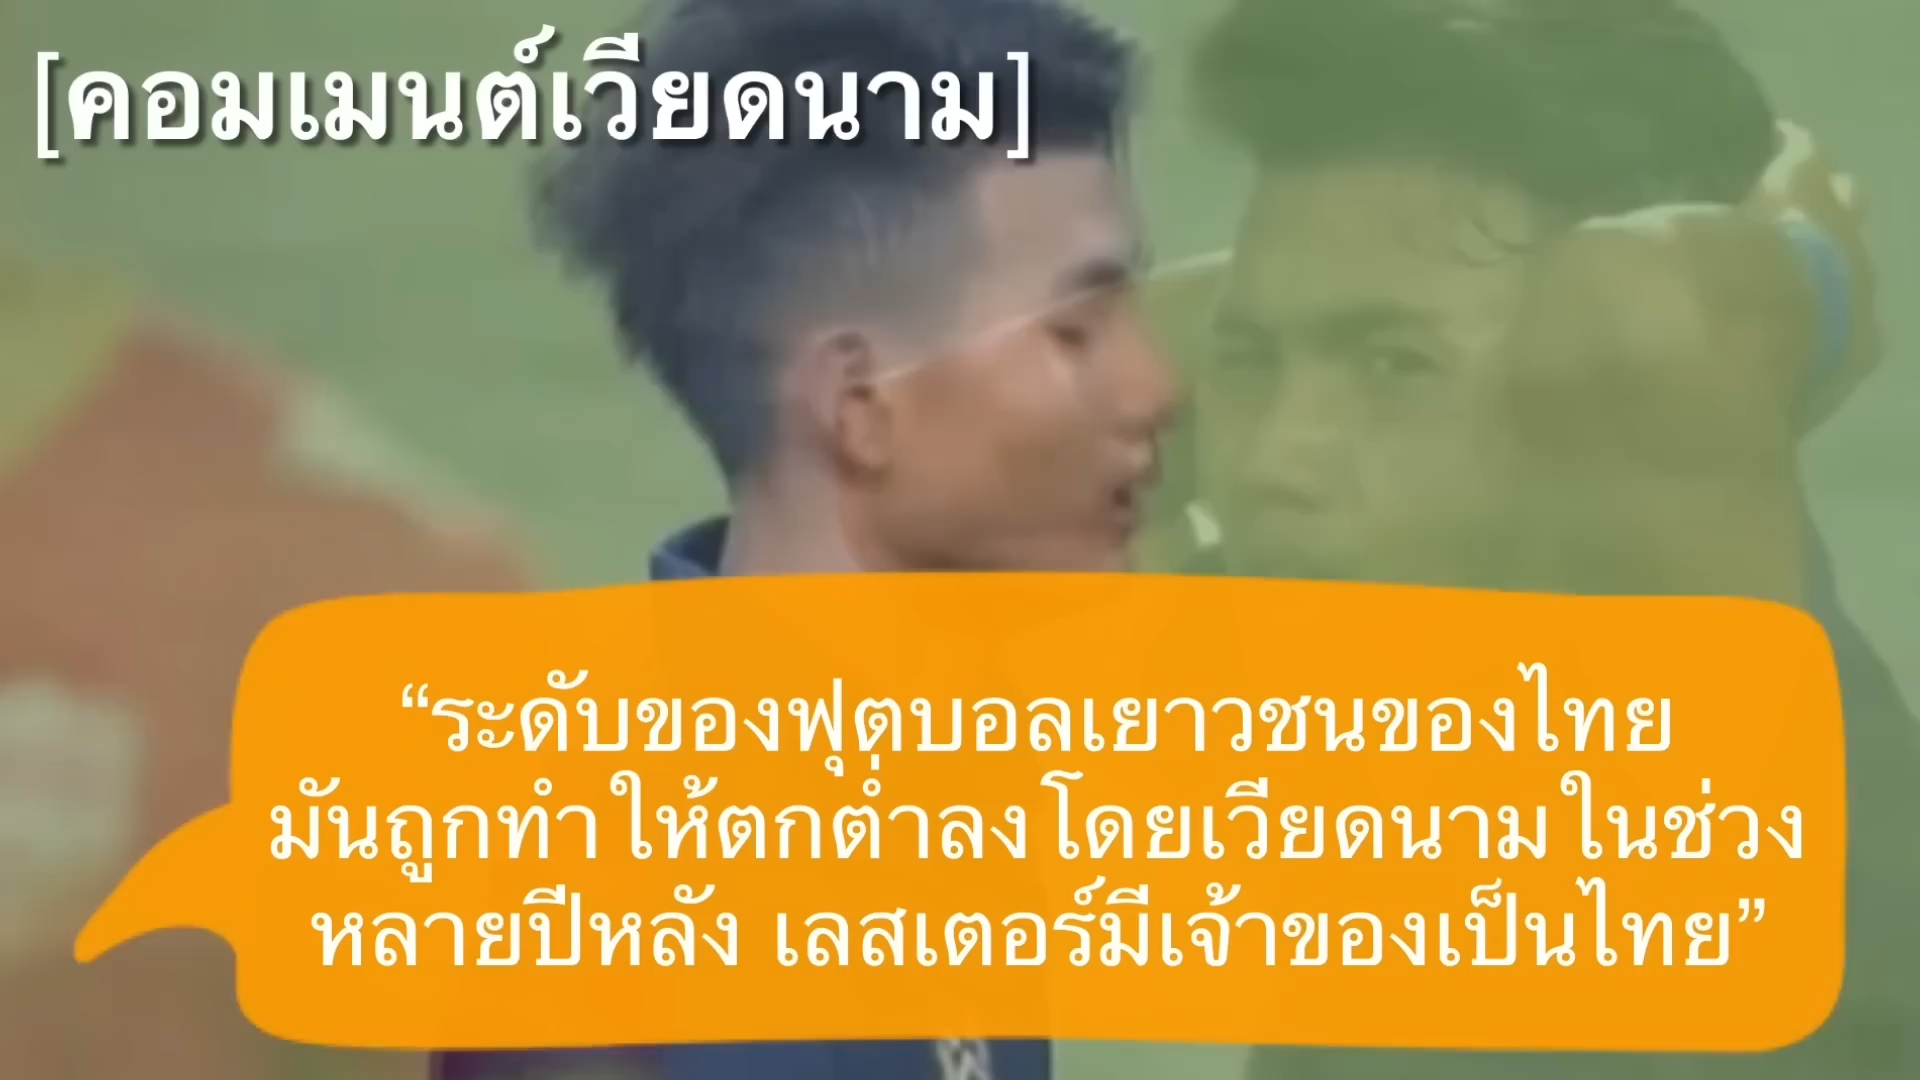 [คอมเมนต์เวียดนาม]
“ระดับของฟุตบอลเยาวชนของไทย
มันถูกทำให้ตกต่ำลงโดยเวียดนามในช่วง
หลายปีหลัง เลสเตอร์มีเจ้าของเป็นไทย”